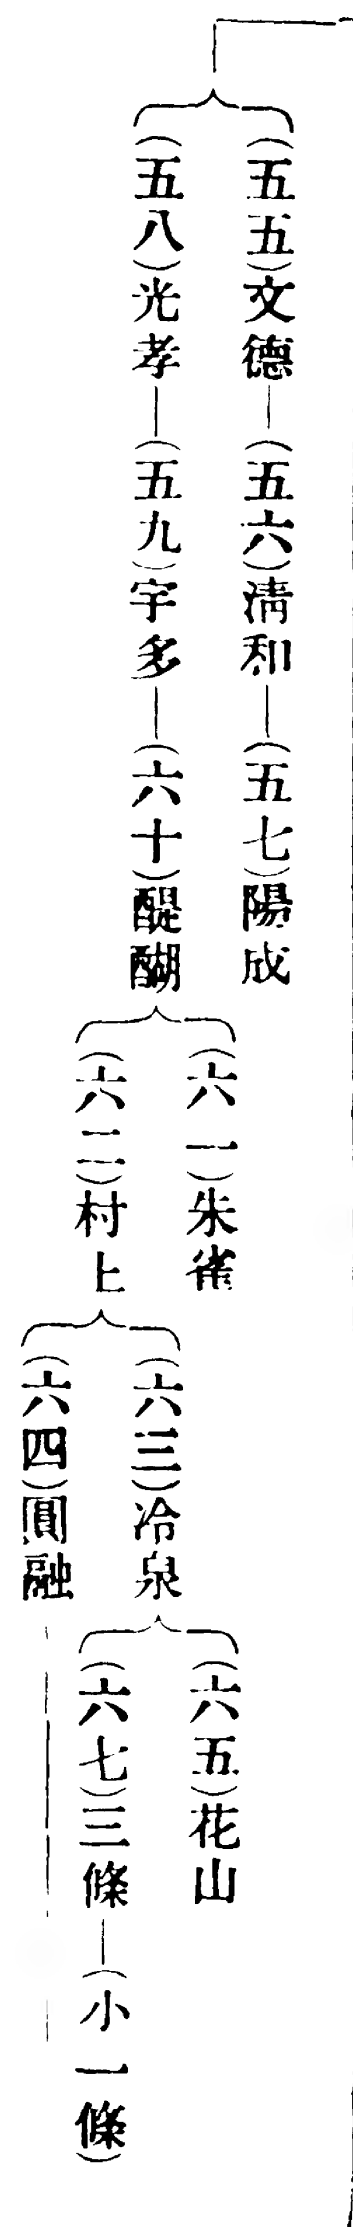 (五五)文德―(五六)淸和―(五七)陽成
(五八)光孝―(五九)宇多―(六十)醍醐
(六一)朱雀
(六二)村上
(六三)冷泉
(六四)圓融
(六五)花山
(六七)三條―(小一條)